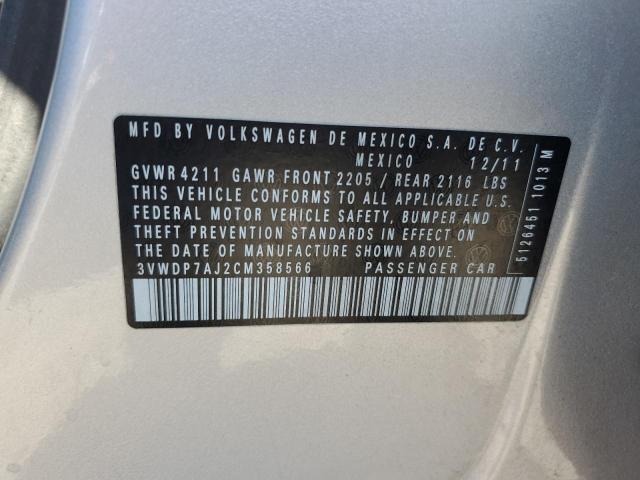 MFD BY VOLKSWAGEN DE MEXICO S.A. DE C.V.
MEXICO 12/11
GVWR 4211 GAWR FRONT 2205 / REAR 2116 LBS
THIS VEHICLE CONFORMS TO ALL APPLICABLE U.S.
FEDERAL MOTOR VEHICLE SAFETY, BUMPER AND
THEFT PREVENTION STANDARDS IN EFFECT ON
THE DATE OF MANUFACTURE SHOWN ABOVE.
3VWDP7AJ2CM358566 PASSENGER CAR
5126451 1013 M